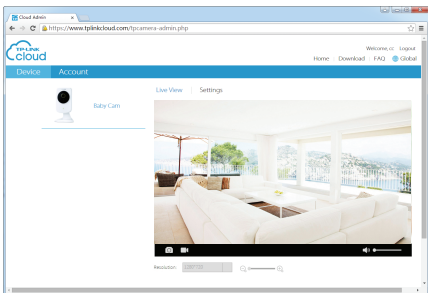 Cloud Admin
https://www.tplinkcloud.com/tpcamera-admin.php
TP-LINK
cloud
Welcome, cc Logout
Home Download FAQ Global
Device Account
Baby Cam
Live View Settings
Resolution: